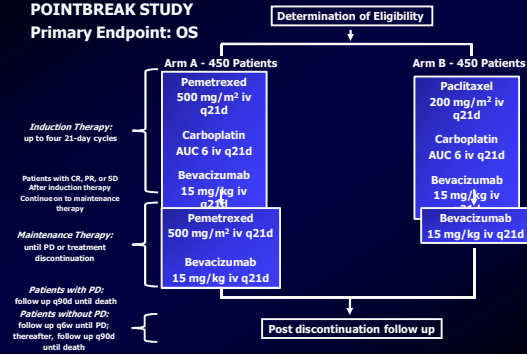 POINTBREAK STUDY
Primary Endpoint: OS
Determination of Eligibility
Arm A - 450 Patients
Arm B - 450 Patients
Induction Therapy:
up to four 21-day cycles
Pemetrexed
500 mg/m² iv
q21d
Carboplatin
AUC 6 iv q21d
Bevacizumab
15 mg/kg iv
q21d
Paclitaxel
200 mg/m² iv
q21d
Carboplatin
AUC 6 iv q21d
Bevacizumab
15 mg/kg iv
Patients with CR, PR, or SD
After induction therapy
Continue on to maintenance
therapy
Maintenance Therapy:
until PD or treatment
discontinuation
Pemetrexed
500 mg/m² iv q21d
Bevacizumab
15 mg/kg iv q21d
Bevacizumab
15 mg/kg iv q21d
Patients with PD:
follow up q90d until death
Patients without PD:
follow up q6w until PD;
thereafter, follow up q90d
until death
Post discontinuation follow up